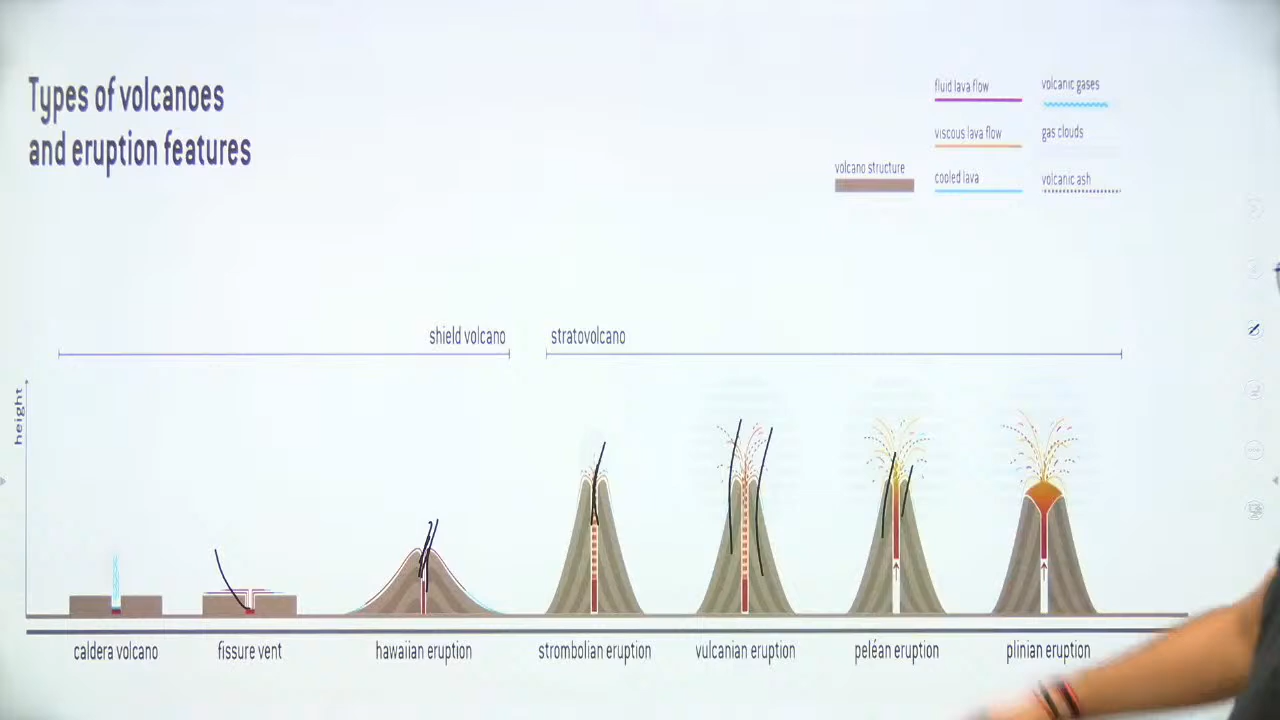 Types of volcanoes
and eruption features
fluid lava flow
volcanic gases
viscous lava flow
gas clouds
volcano structure
cooled lava
volcanic ash
shield volcano
stratovolcano
height
caldera volcano
fissure vent
hawaiian eruption
strombolian eruption
vulcanian eruption
peléan eruption
plinian eruption